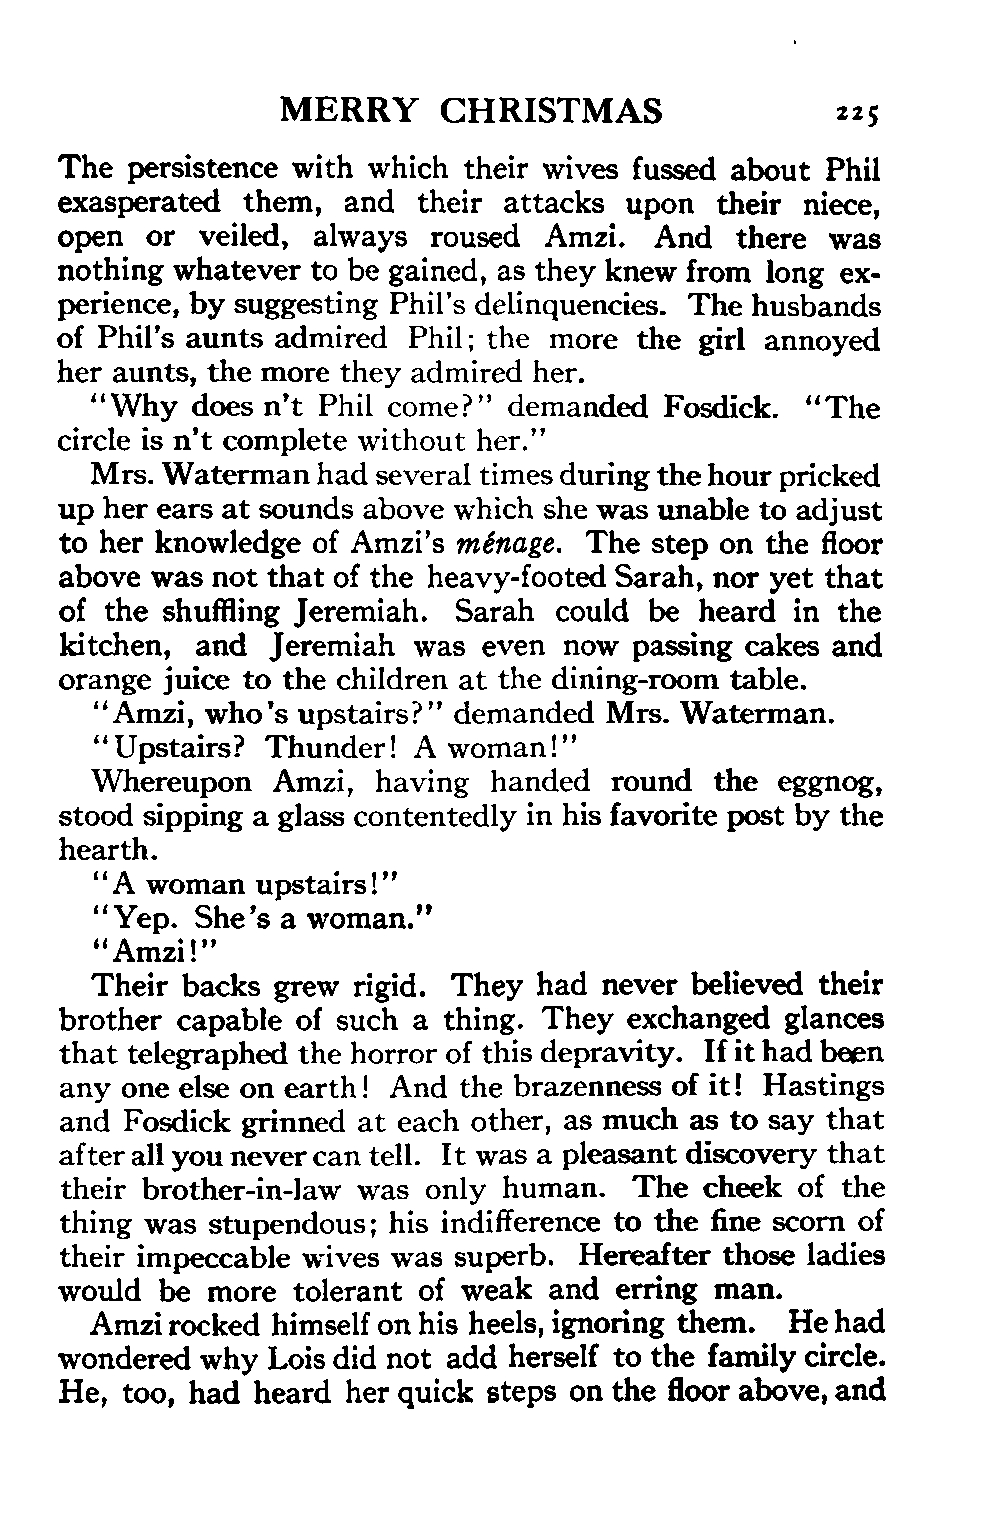 MERRY CHRISTMAS 225
The persistence with which their wives fussed about Phil
exasperated them, and their attacks upon their niece,
open or veiled, always roused Amzi. And there was
nothing whatever to be gained, as they knew from long ex-
perience, by suggesting Phil's delinquencies. The husbands
of Phil's aunts admired Phil; the more the girl annoyed
her aunts, the more they admired her.
"Why does n't Phil come?" demanded Fosdick. "The
circle is n't complete without her."
Mrs. Waterman had several times during the hour pricked
up her ears at sounds above which she was unable to adjust
to her knowledge of Amzi's ménage. The step on the floor
above was not that of the heavy-footed Sarah, nor yet that
of the shuffling Jeremiah. Sarah could be heard in the
kitchen, and Jeremiah was even now passing cakes and
orange juice to the children at the dining-room table.
"Amzi, who's upstairs?" demanded Mrs. Waterman.
"Upstairs? Thunder! A woman!"
Whereupon Amzi, having handed round the eggnog,
stood sipping a glass contentedly in his favorite post by the
hearth.
"A woman upstairs!"
"Yep. She's a woman."
"Amzi!"
Their backs grew rigid. They had never believed their
brother capable of such a thing. They exchanged glances
that telegraphed the horror of this depravity. If it had been
any one else on earth! And the brazenness of it! Hastings
and Fosdick grinned at each other, as much as to say that
after all you never can tell. It was a pleasant discovery that
their brother-in-law was only human. The cheek of the
thing was stupendous; his indifference to the fine scorn of
their impeccable wives was superb. Hereafter those ladies
would be more tolerant of weak and erring man.
Amzi rocked himself on his heels, ignoring them. He had
wondered why Lois did not add herself to the family circle.
He, too, had heard her quick steps on the floor above, and